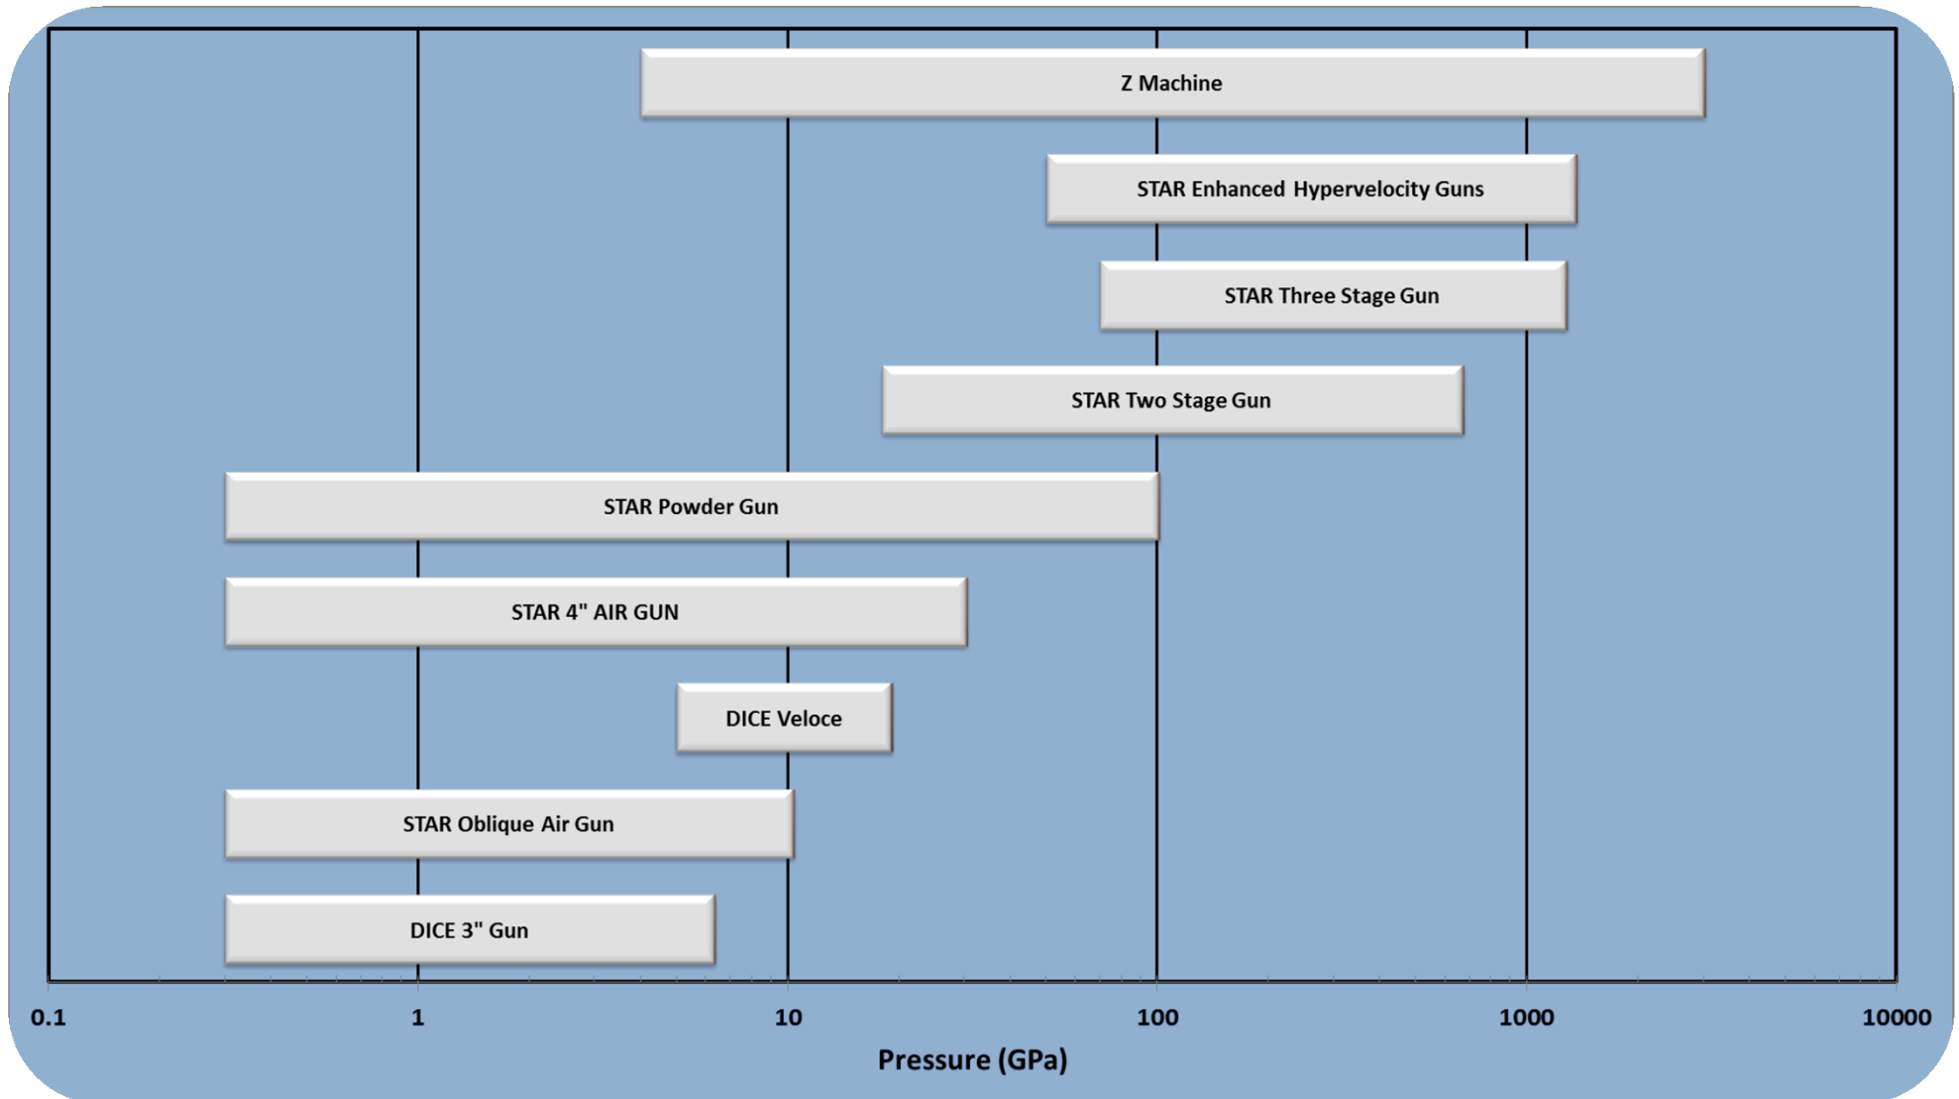 Z Machine
STAR Enhanced Hypervelocity Guns
STAR Three Stage Gun
STAR Two Stage Gun
STAR Powder Gun
STAR 4" AIR GUN
DICE Veloce
STAR Oblique Air Gun
DICE 3" Gun
0.1 1 10 100 1000 10000
Pressure (GPa)